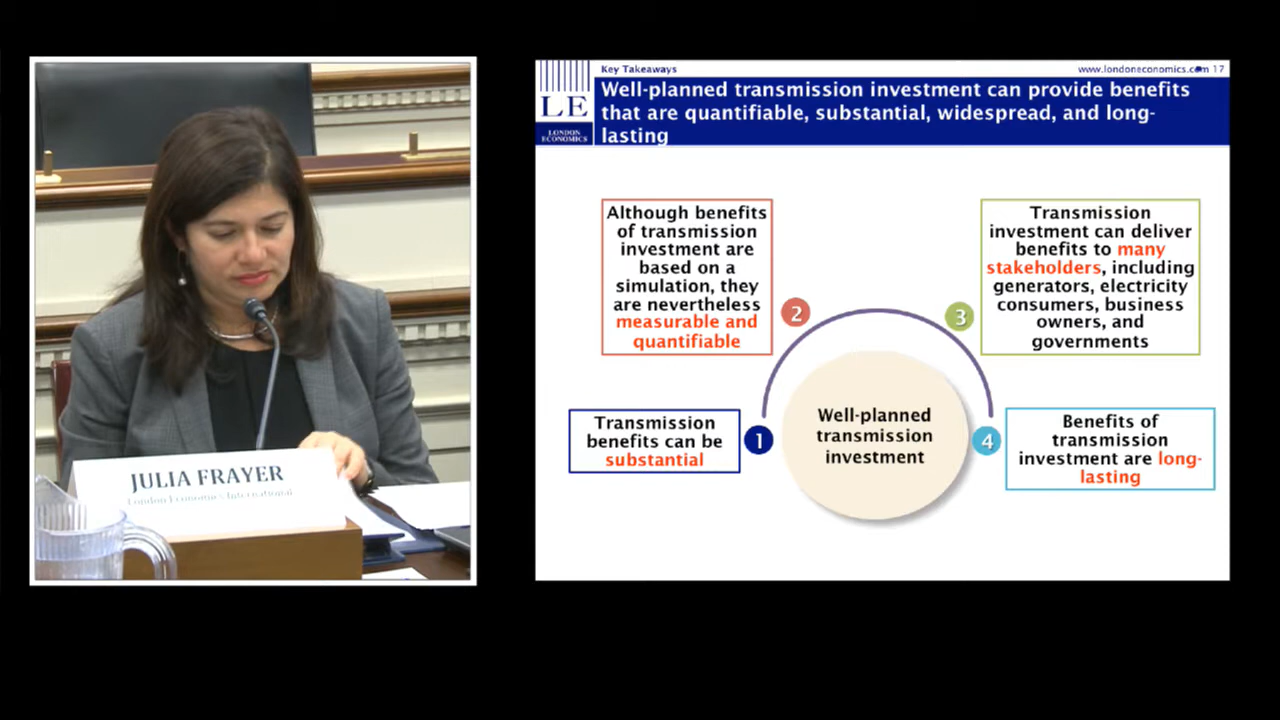 JULIA FRAYER
London Economics International
Key Takeaways
www.londoneconomics.com 17
LE
LONDON
ECONOMICS
Well-planned transmission investment can provide benefits
that are quantifiable, substantial, widespread, and long-
lasting
Transmission
benefits can be
substantial
1
Although benefits
of transmission
investment are
based on a
simulation, they
are nevertheless
measurable and
quantifiable
2
3
Transmission
investment can deliver
benefits to many
stakeholders, including
generators, electricity
consumers, business
owners, and
governments
4
Benefits of
transmission
investment are long-
lasting
Well-planned
transmission
investment